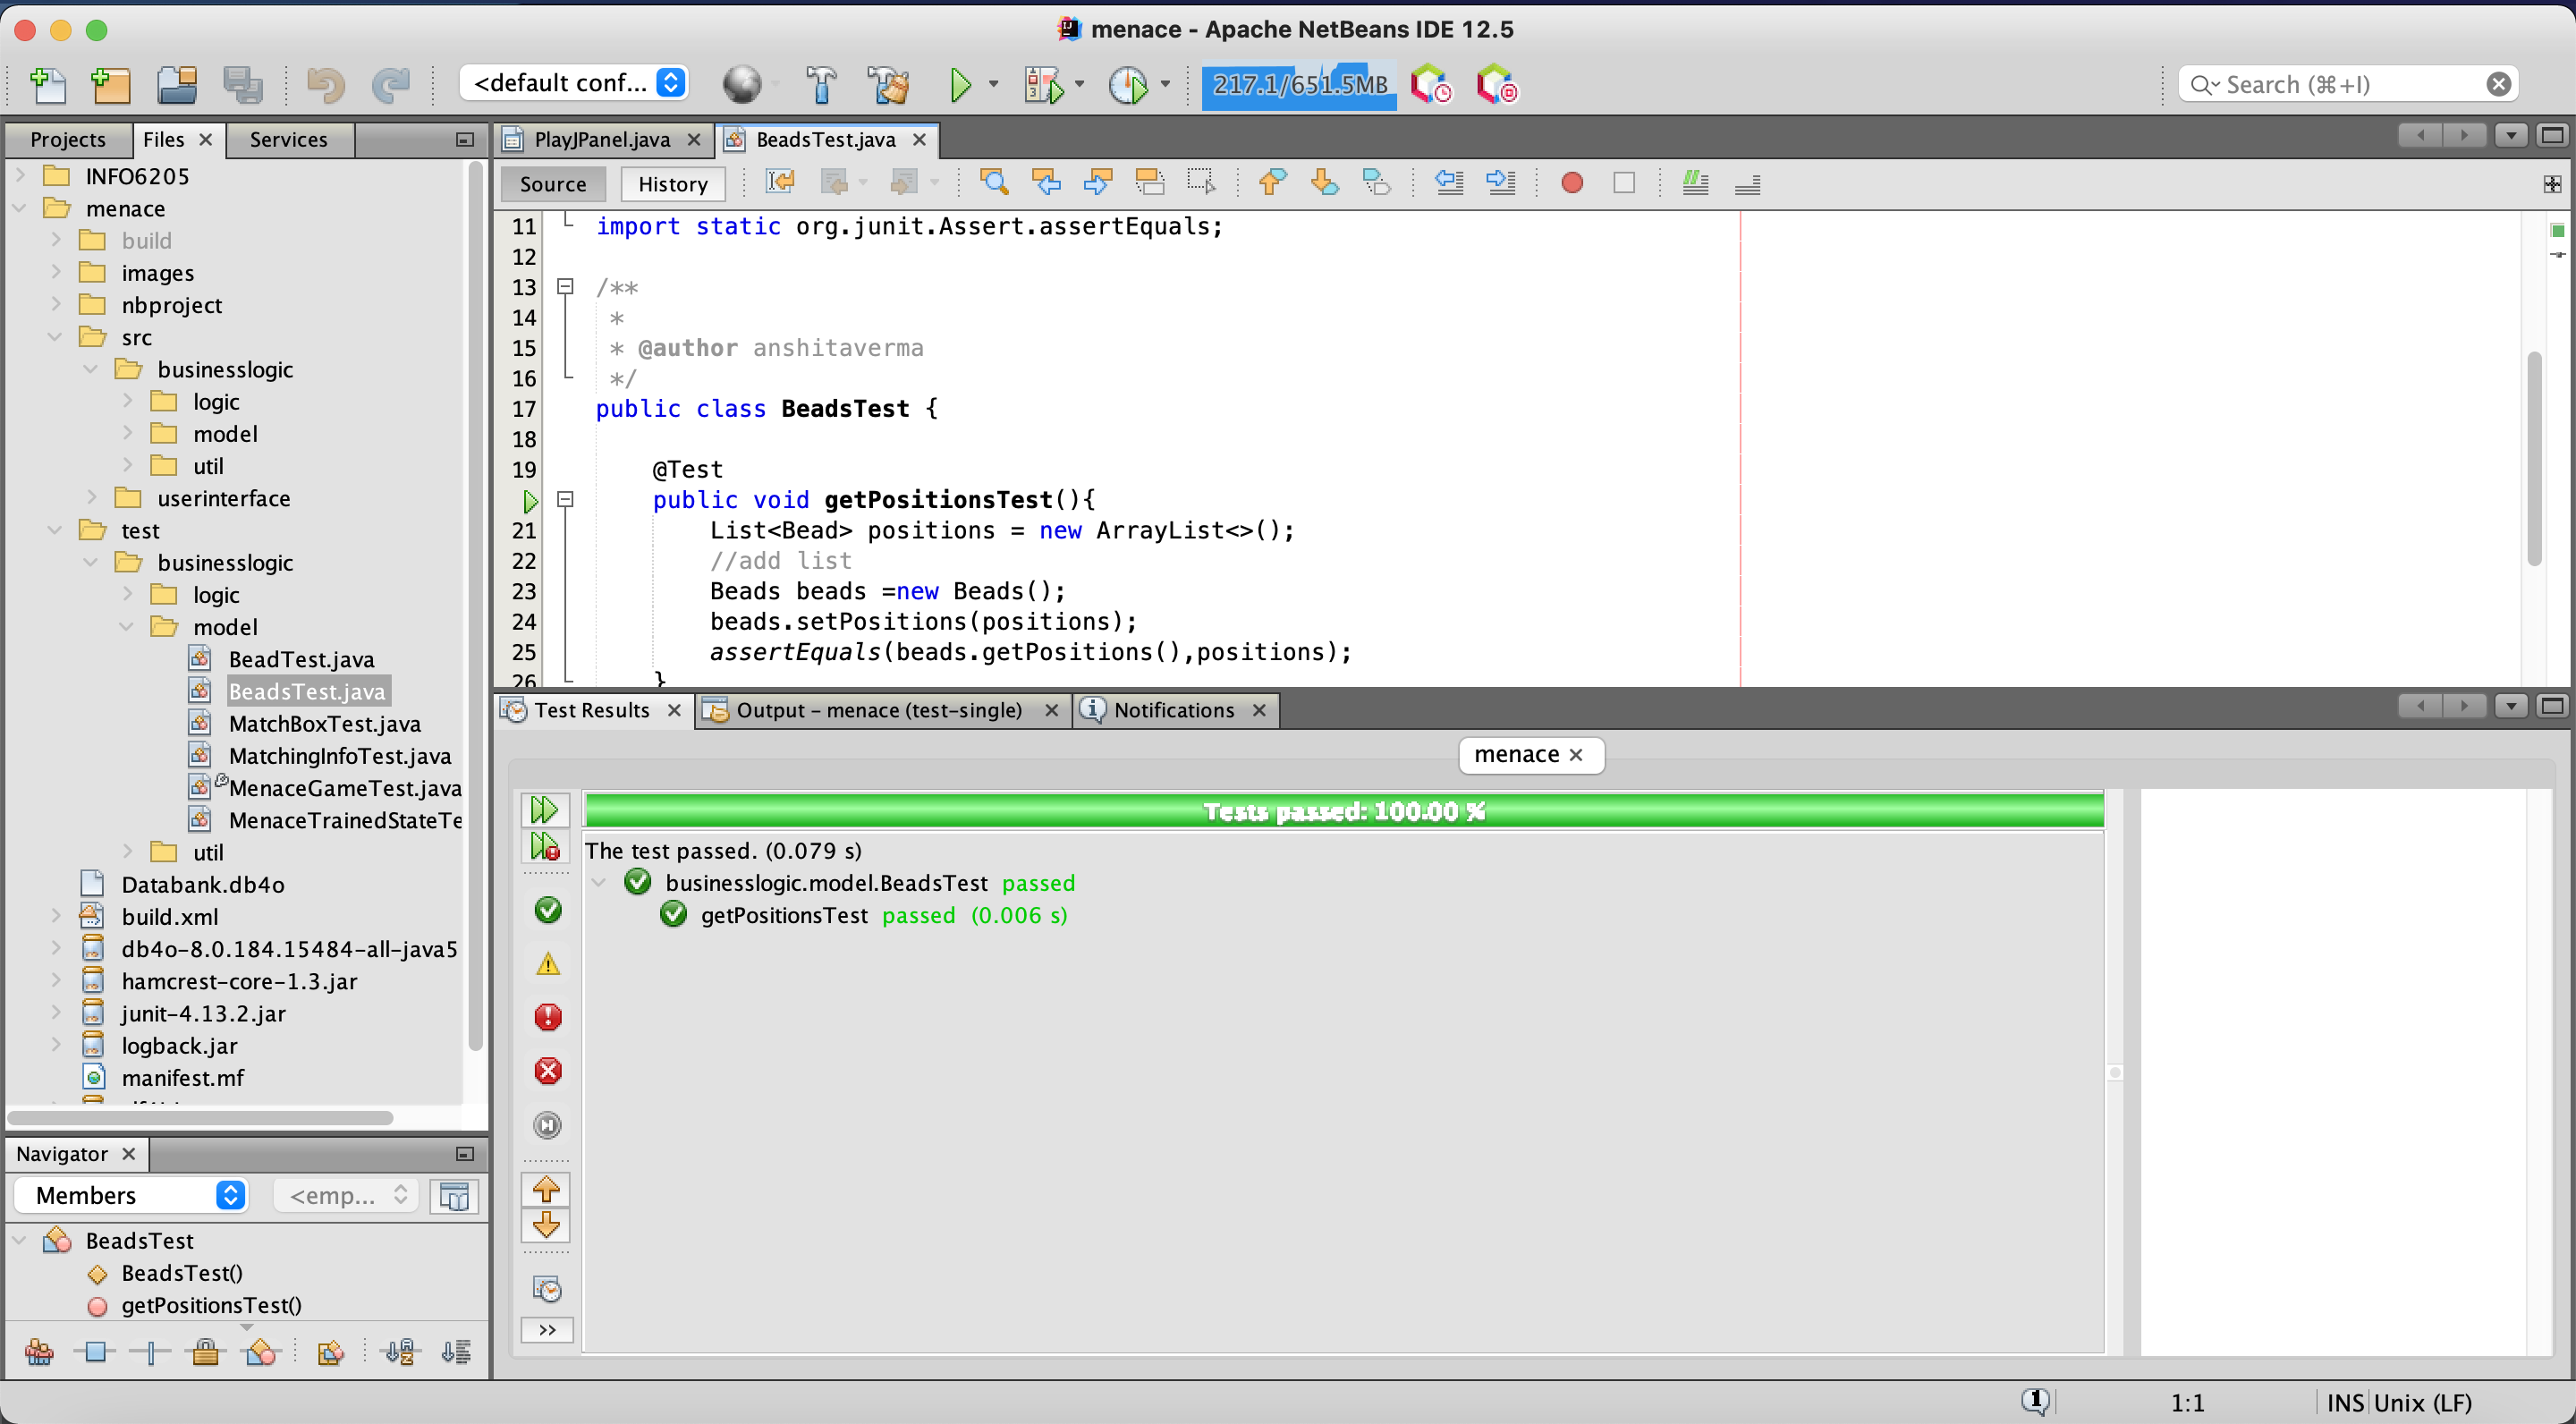 menace - Apache NetBeans IDE 12.5
<default conf...
217.1/651.5MB
Search (⌘+I)
Projects
Files
Services
INFO6205
menace
build
images
nbproject
src
businesslogic
logic
model
util
userinterface
test
businesslogic
logic
model
BeadTest.java
BeadsTest.java
MatchBoxTest.java
MatchingInfoTest.java
MenaceGameTest.java
MenaceTrainedStateTe
util
Databank.db4o
build.xml
db4o-8.0.184.15484-all-java5
hamcrest-core-1.3.jar
junit-4.13.2.jar
logback.jar
manifest.mf
Navigator
Members
<emp...
BeadsTest
BeadsTest()
getPositionsTest()
PlayJPanel.java
BeadsTest.java
Source
History
11 import static org.junit.Assert.assertEquals;
12
13 /**
14 *
15 * @author anshitaverma
16 */
17 public class BeadsTest {
18
19 @Test
public void getPositionsTest(){
21 List<Bead> positions = new ArrayList<>();
22 //add list
23 Beads beads =new Beads();
24 beads.setPositions(positions);
25 assertEquals(beads.getPositions(),positions);
26 }
Test Results
Output – menace (test-single)
Notifications
menace
Tests passed: 100.00 %
The test passed. (0.079 s)
businesslogic.model.BeadsTest passed
getPositionsTest passed (0.006 s)
>>
1
1:1
INS
Unix (LF)